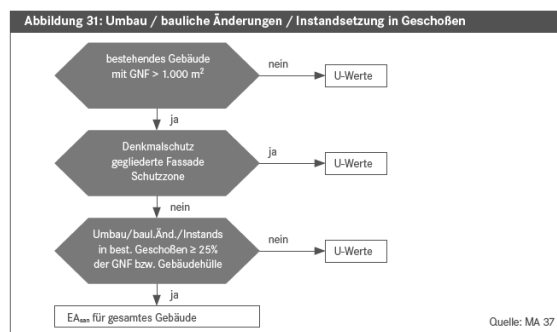 Abbildung 31: Umbau / bauliche Änderungen / Instandsetzung in Geschoßen
bestehendes Gebäude
mit GNF > 1.000 m²
nein
U-Werte
ja
Denkmalschutz
gegliederte Fassade
Schutzzone
ja
U-Werte
nein
Umbau/baul.Änd./Instands
in best. Geschoßen ≥ 25%
der GNF bzw. Gebäudehülle
nein
U-Werte
ja
EAsan für gesamtes Gebäude
Quelle: MA 37